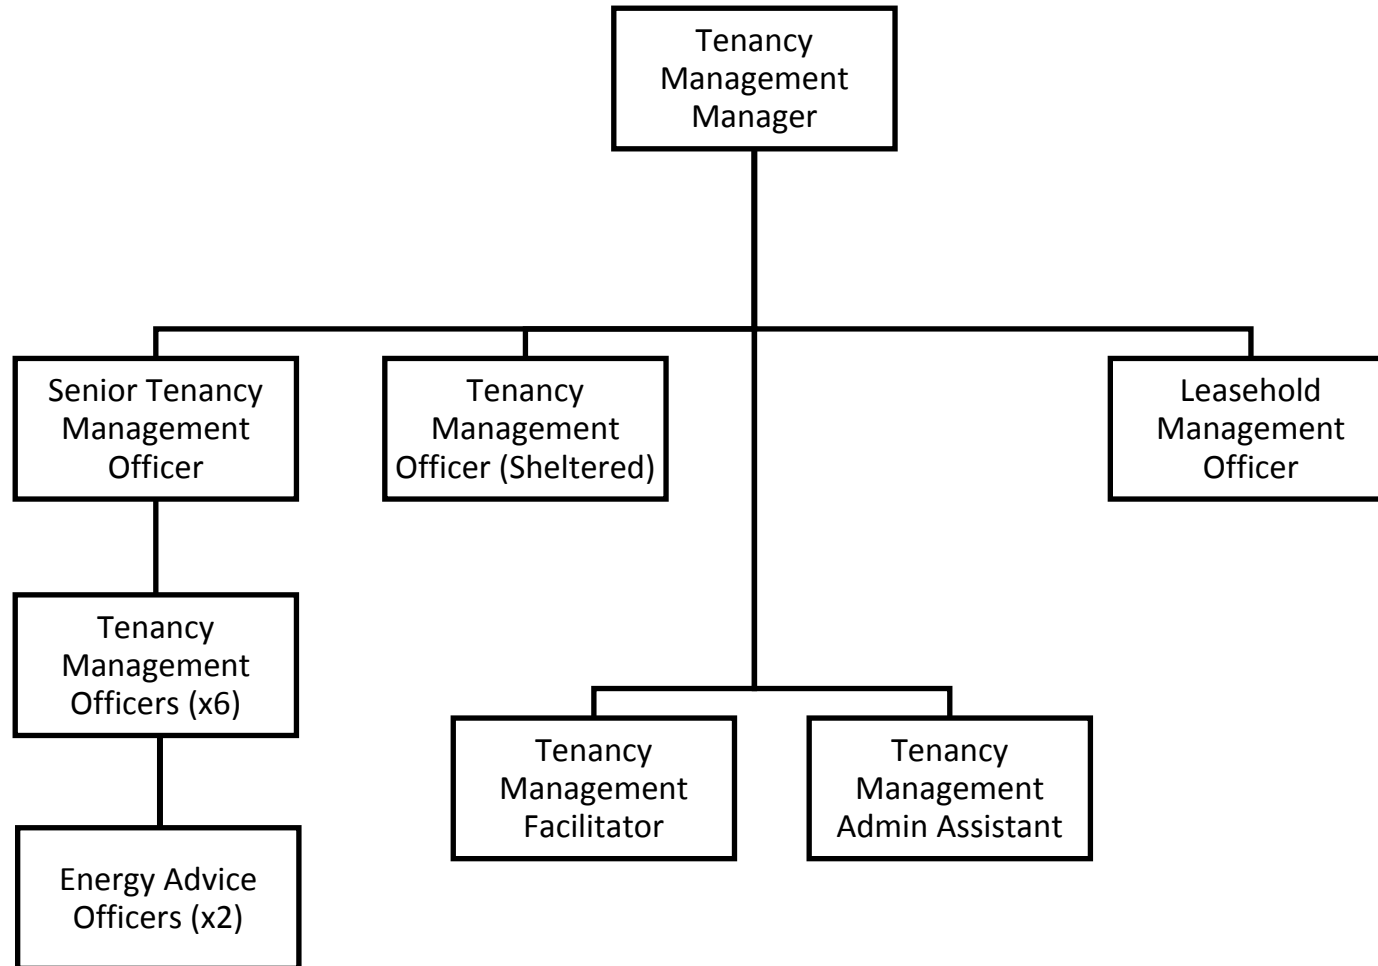 Tenancy
Management
Manager
Senior Tenancy
Management
Officer
Tenancy
Management
Officer (Sheltered)
Leasehold
Management
Officer
Tenancy
Management
Officers (x6)
Tenancy
Management
Facilitator
Tenancy
Management
Admin Assistant
Energy Advice
Officers (x2)